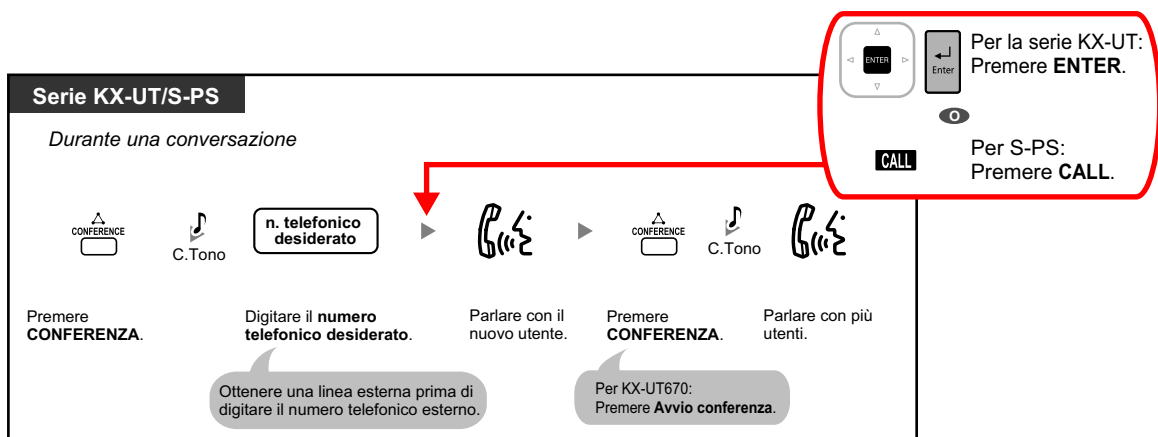 Per la serie KX-UT:
ENTER
Enter
Premere ENTER.
O
CALL
Per S-PS:
Premere CALL.
Serie KX-UT/S-PS
Durante una conversazione
CONFERENCE
C.Tono
n. telefonico
desiderato
CONFERENCE
C.Tono
Premere
CONFERENZA.
Digitare il numero
telefonico desiderato.
Parlare con il
nuovo utente.
Premere
CONFERENZA.
Parlare con più
utenti.
Ottenere una linea esterna prima di
digitare il numero telefonico esterno.
Per KX-UT670:
Premere Avvio conferenza.